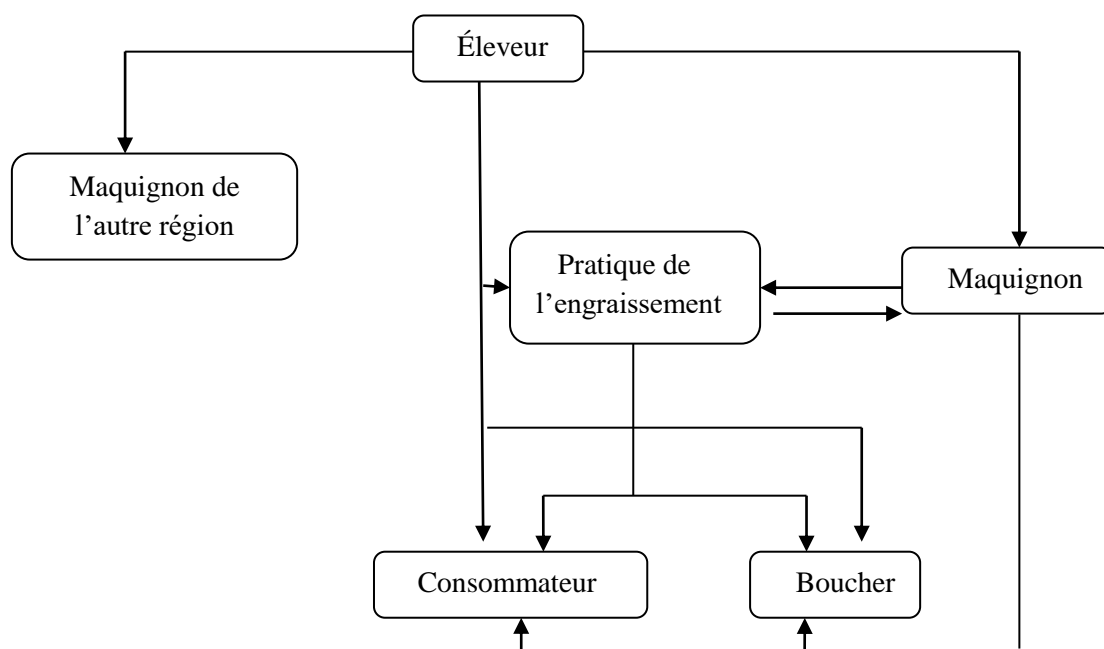 Éleveur
Maquignon de
l’autre région
Pratique de
l’engraissement
Maquignon
Consommateur
Boucher